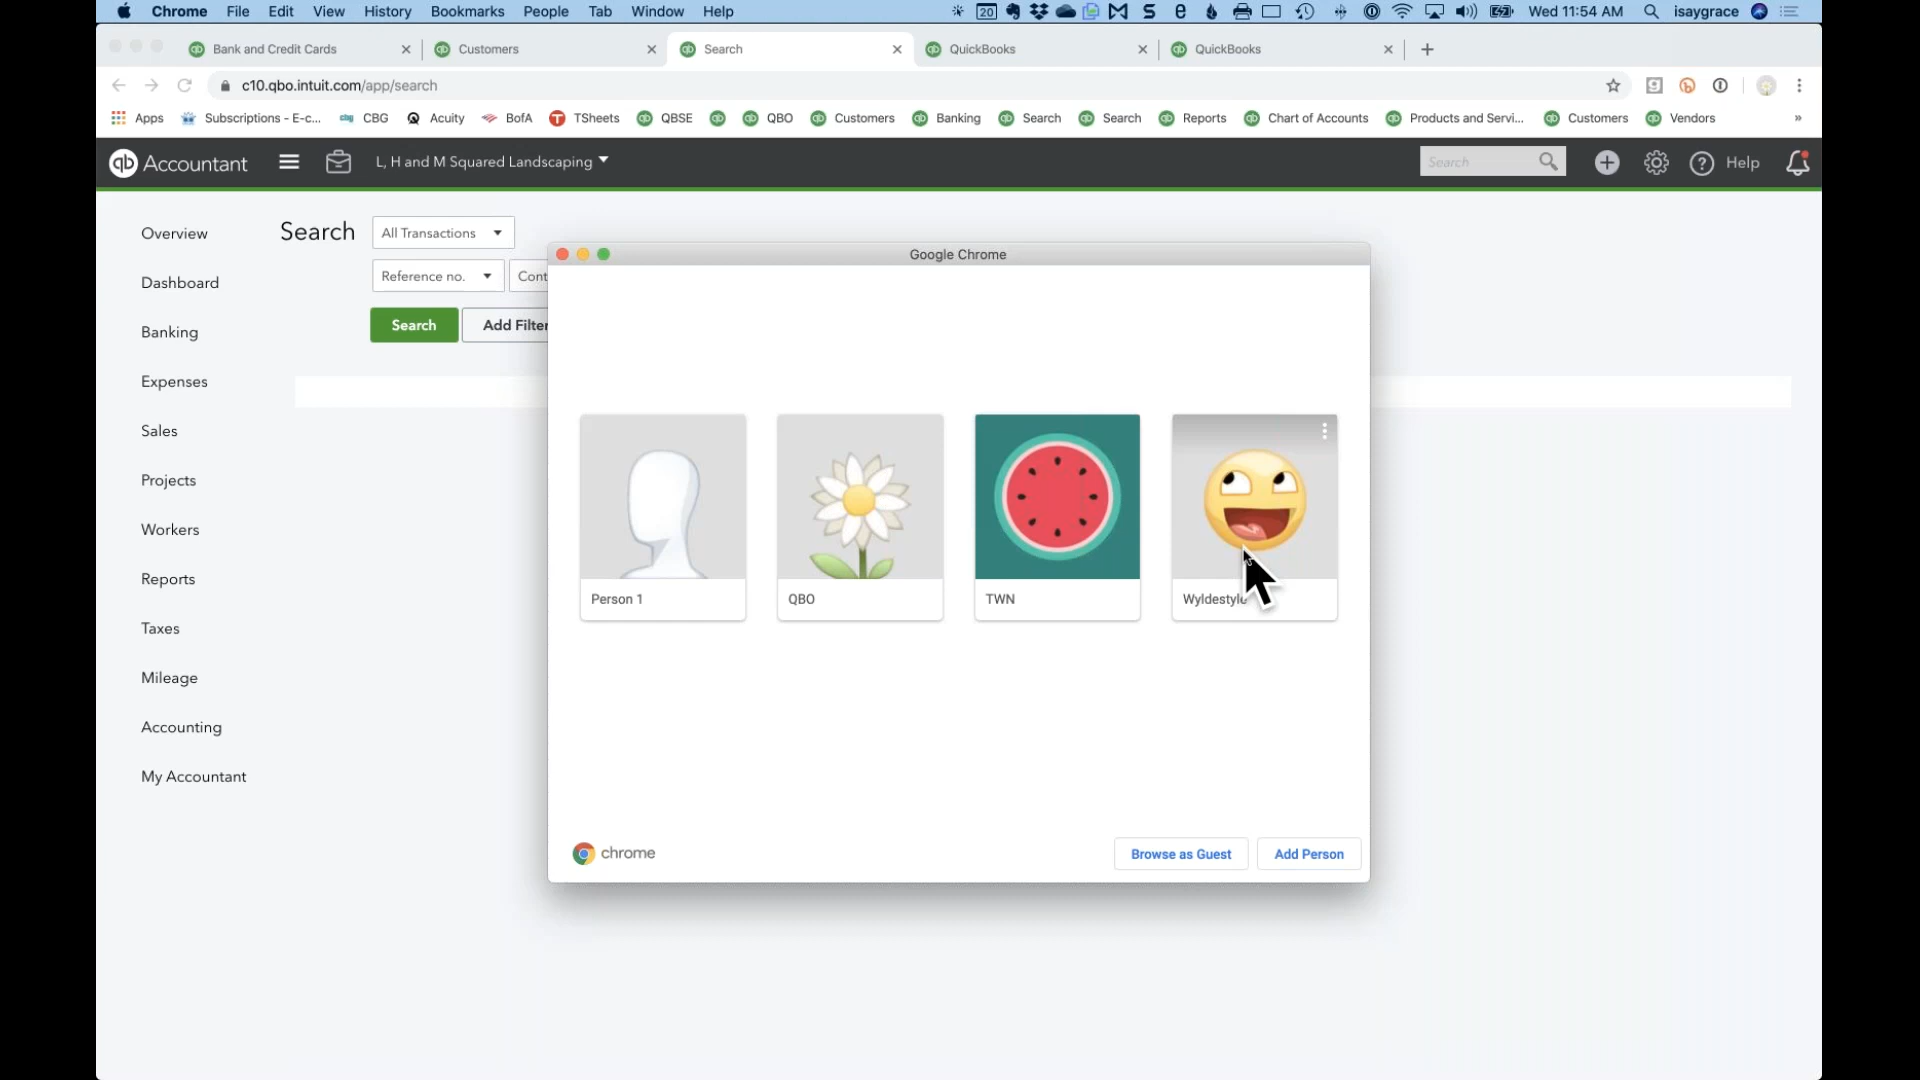 Chrome File Edit View History Bookmarks People Tab Window Help 20 Wed 11:54 AM isaygrace
Bank and Credit Cards Customers Search QuickBooks QuickBooks
c10.qbo.intuit.com/app/search
Apps Subscriptions - E-c... CBG Acuity BofA TSheets QBSE QBO Customers Banking Search Search Reports Chart of Accounts Products and Servi... Customers Vendors »
qb Accountant L, H and M Squared Landscaping Search Help
Overview
Dashboard
Banking
Expenses
Sales
Projects
Workers
Reports
Taxes
Mileage
Accounting
My Accountant
Search All Transactions
Reference no. Cont
Search Add Filter
Google Chrome
Person 1 QBO TWN Wyldestyle
chrome Browse as Guest Add Person